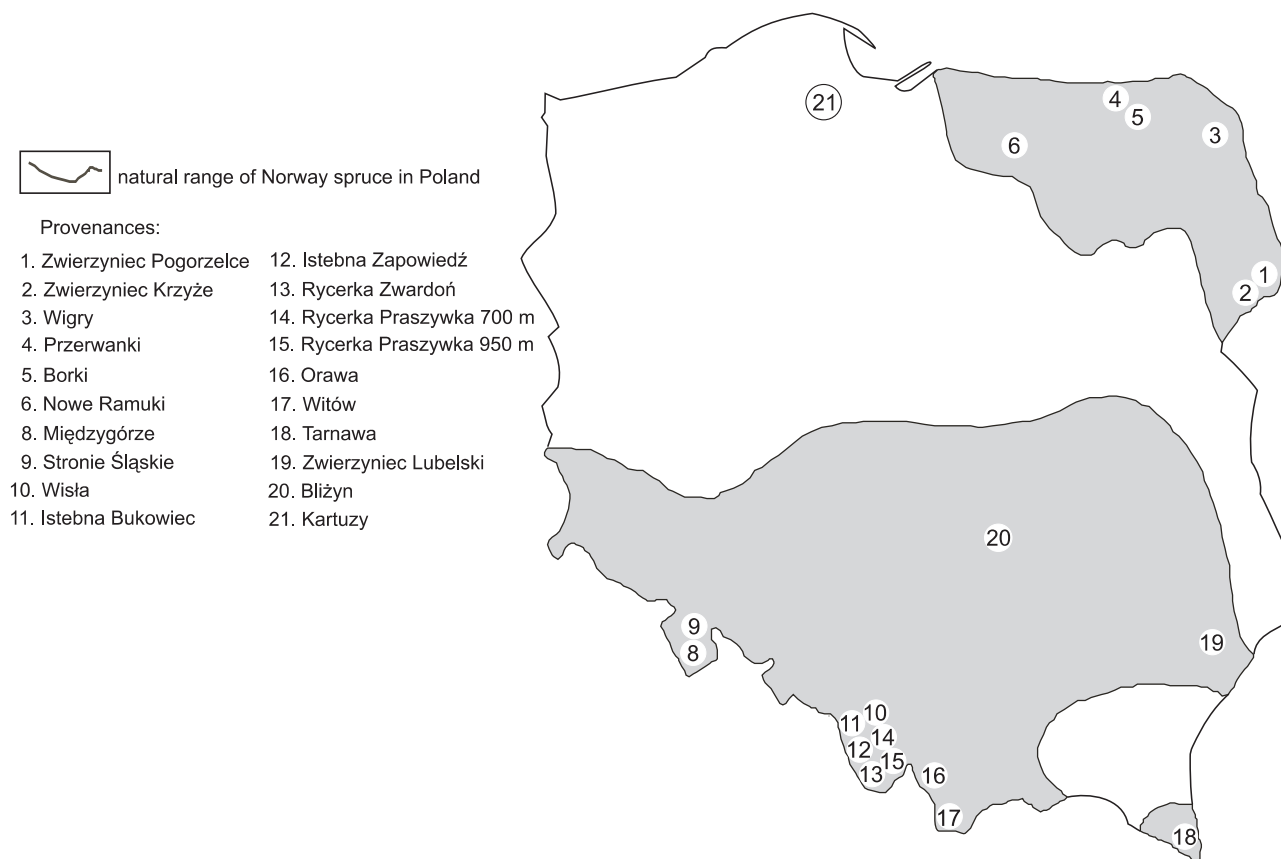 natural range of Norway spruce in Poland
Provenances:
1. Zwierzyniec Pogorzelce
2. Zwierzyniec Krzyże
3. Wigry
4. Przerwanki
5. Borki
6. Nowe Ramuki
8. Międzygórze
9. Stronie Śląskie
10. Wisła
11. Istebna Bukowiec
12. Istebna Zapowiedź
13. Rycerka Zwardoń
14. Rycerka Praszywka 700 m
15. Rycerka Praszywka 950 m
16. Orawa
17. Witów
18. Tarnawa
19. Zwierzyniec Lubelski
20. Bliżyn
21. Kartuzy
21
4
5
3
6
1
2
20
9
8
19
10
11
14
12
15
13
16
17
18